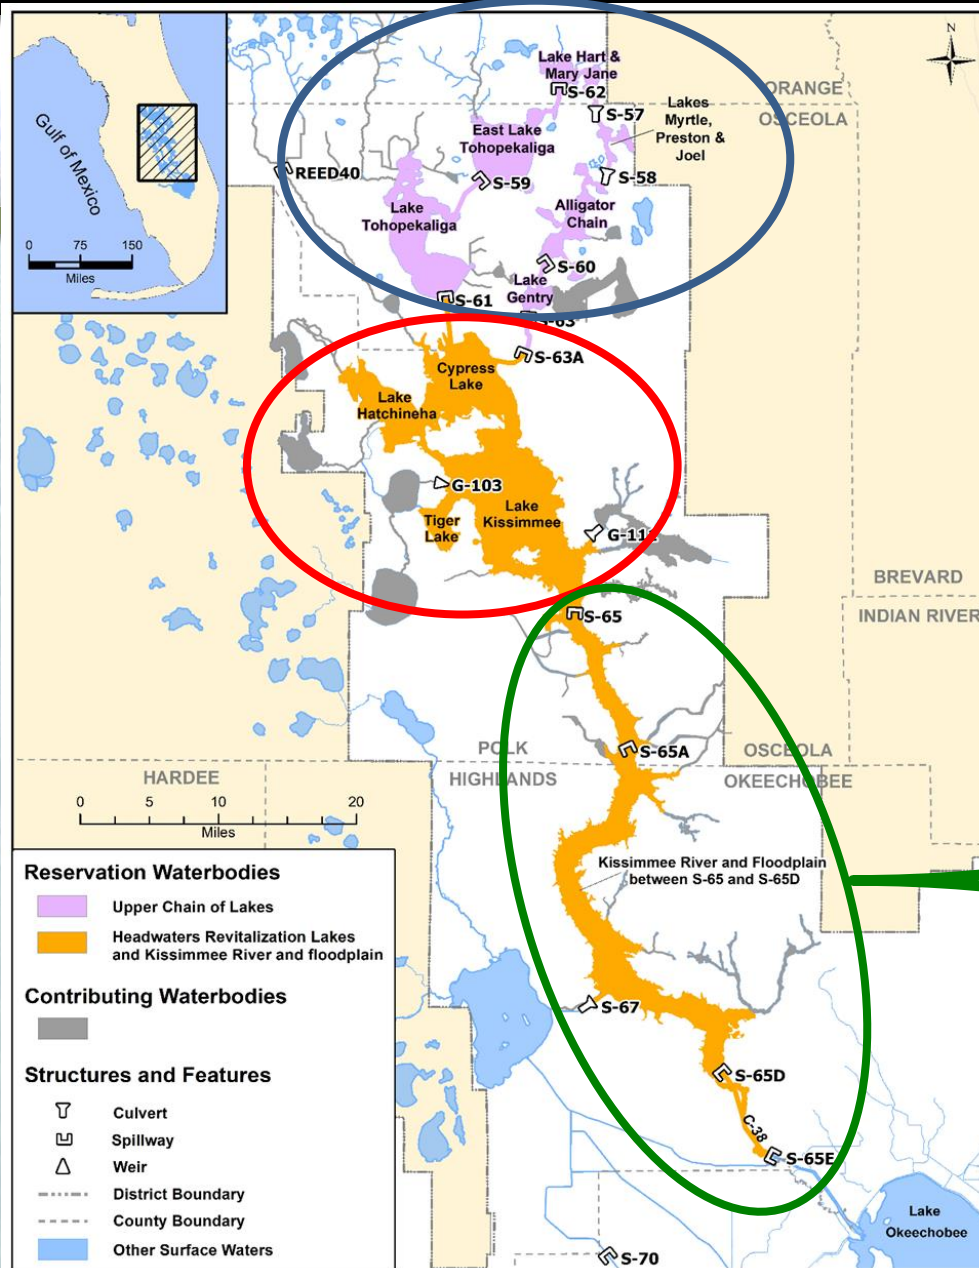 Gulf of Mexico
0 75 150
Miles
N
Lake Hart &
Mary Jane
S-62
ORANGE
OSCEOLA
S-57
Lakes
Myrtle,
Preston &
Joel
East Lake
Tohopekaliga
REED40
S-59
S-58
Lake
Tohopekaliga
Alligator
Chain
S-60
Lake
Gentry
S-61
S-63A
Cypress
Lake
Lake
Hatchineha
G-103
Lake
Kissimmee
Tiger
Lake
BREVARD
INDIAN RIVER
S-65
S-65A
POLK
HIGHLANDS
OSCEOLA
OKEECHOBEE
HARDEE
0 5 10 20
Miles
Kissimmee River and Floodplain
between S-65 and S-65D
Reservation Waterbodies
Upper Chain of Lakes
Headwaters Revitalization Lakes
and Kissimmee River and floodplain
Contributing Waterbodies
Structures and Features
Culvert
Spillway
Weir
District Boundary
County Boundary
Other Surface Waters
S-67
S-65D
C-38
S-65E
Lake
Okeechobee
S-70